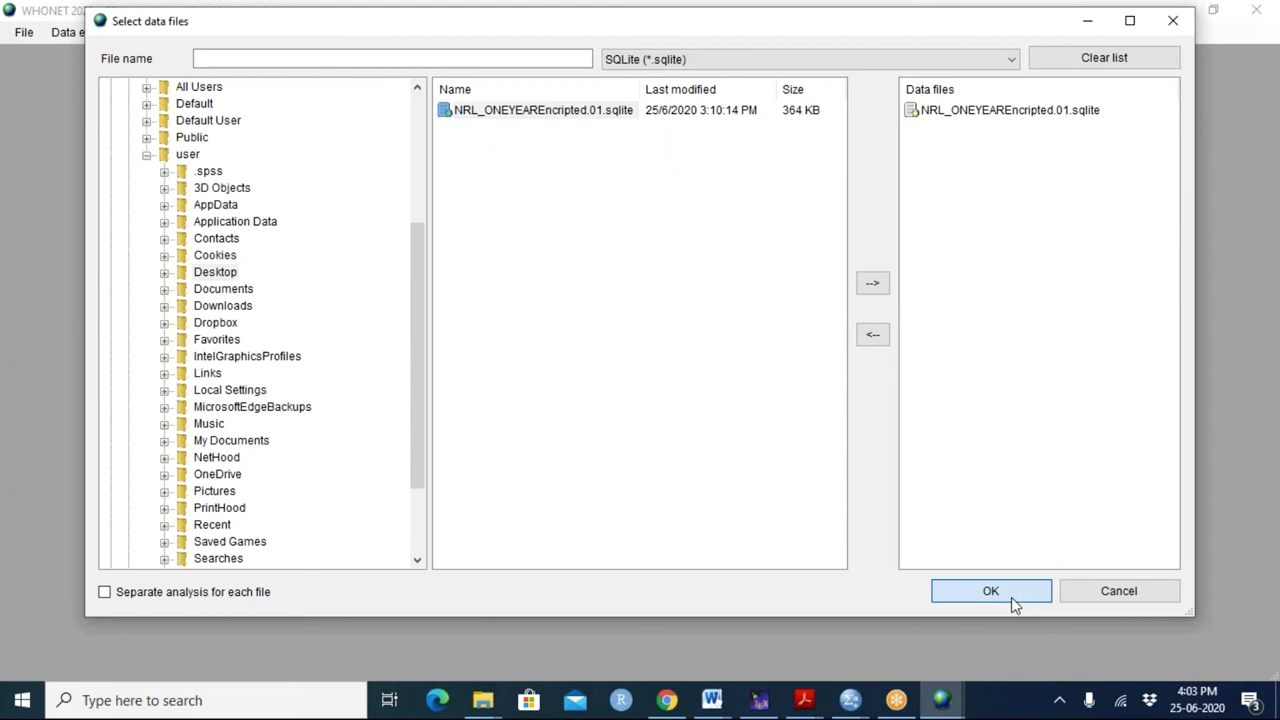 WHONET 20
Select data files
File
Data e
File name
SQLite (*.sqlite)
Clear list
All Users
Default
Default User
Public
user
.spss
3D Objects
AppData
Application Data
Contacts
Cookies
Desktop
Documents
Downloads
Dropbox
Favorites
IntelGraphicsProfiles
Links
Local Settings
MicrosoftEdgeBackups
Music
My Documents
NetHood
OneDrive
Pictures
PrintHood
Recent
Saved Games
Searches
Name Last modified Size
NRL_ONEYEAREncripted.01.sqlite 25/6/2020 3:10:14 PM 364 KB
-->
<--
Data files
NRL_ONEYEAREncripted.01.sqlite
Separate analysis for each file
OK
Cancel
Type here to search
4:03 PM
25-06-2020
3